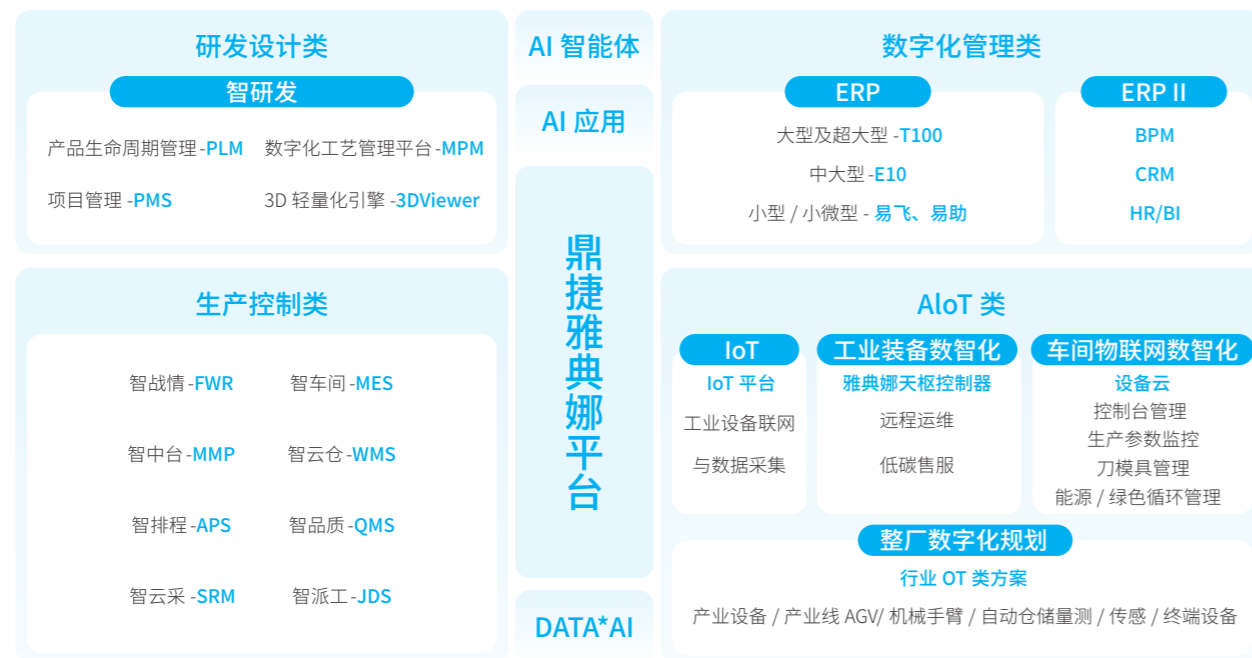 研发设计类
智研发
产品生命周期管理-PLM
数字化工艺管理平台-MPM
项目管理 -PMS
3D 轻量化引擎 -3DViewer
生产控制类
智战情-FWR
智车间-MES
智中台-MMP
智云仓-WMS
智排程-APS
智品质-QMS
智云采 -SRM
智派工-JDS
AI 智能体
AI 应用
鼎捷雅典娜平台
DATA*AI
数字化管理类
ERP
大型及超大型 -T100
中大型-E10
小型 / 小微型 - 易飞、易助
ERP II
BPM
CRM
HR/BI
AIoT 类
IoT
IoT 平台
工业设备联网
与数据采集
工业装备数智化
雅典娜天枢控制器
远程运维
低碳售服
车间物联网数智化
设备云
控制台管理
生产参数监控
刀模具管理
能源 / 绿色循环管理
整厂数字化规划
行业 OT 类方案
产业设备 / 产业线 AGV/ 机械手臂 / 自动仓储量测 / 传感 / 终端设备